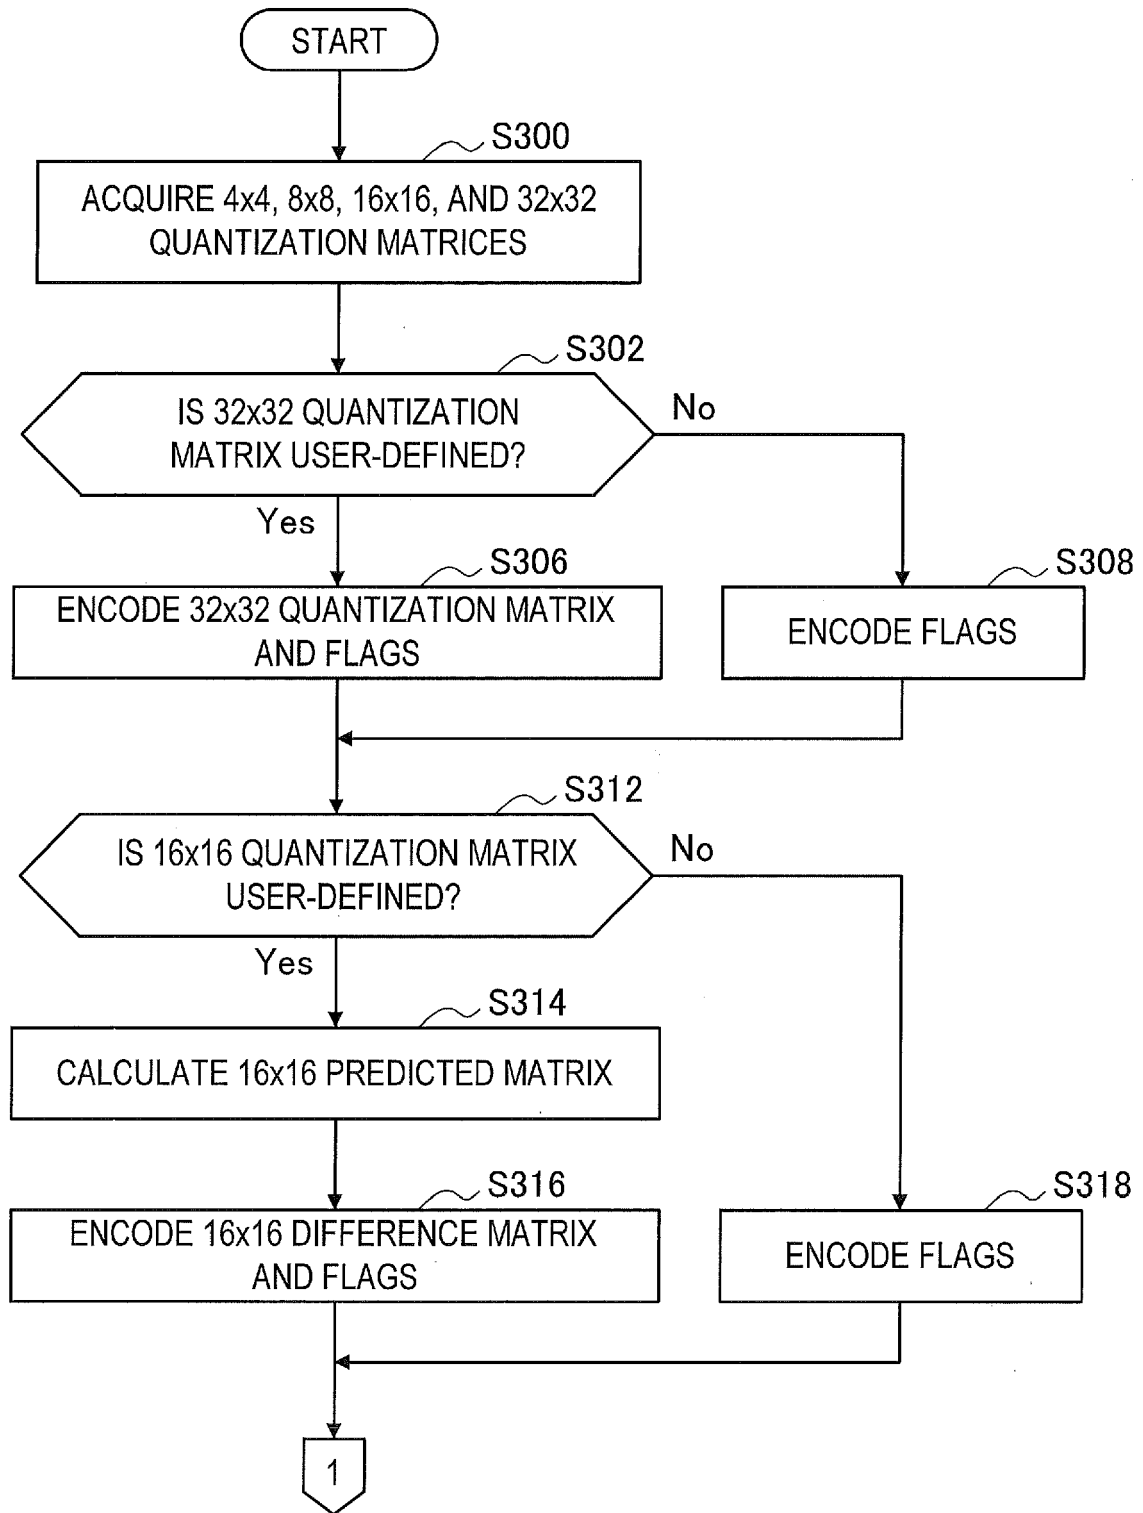 START
S300
ACQUIRE 4x4, 8x8, 16x16, AND 32x32
QUANTIZATION MATRICES
S302
IS 32x32 QUANTIZATION
MATRIX USER-DEFINED?
No
Yes
S306
ENCODE 32x32 QUANTIZATION MATRIX
AND FLAGS
S308
ENCODE FLAGS
S312
IS 16x16 QUANTIZATION MATRIX
USER-DEFINED?
No
Yes
S314
CALCULATE 16x16 PREDICTED MATRIX
S316
ENCODE 16x16 DIFFERENCE MATRIX
AND FLAGS
S318
ENCODE FLAGS
1